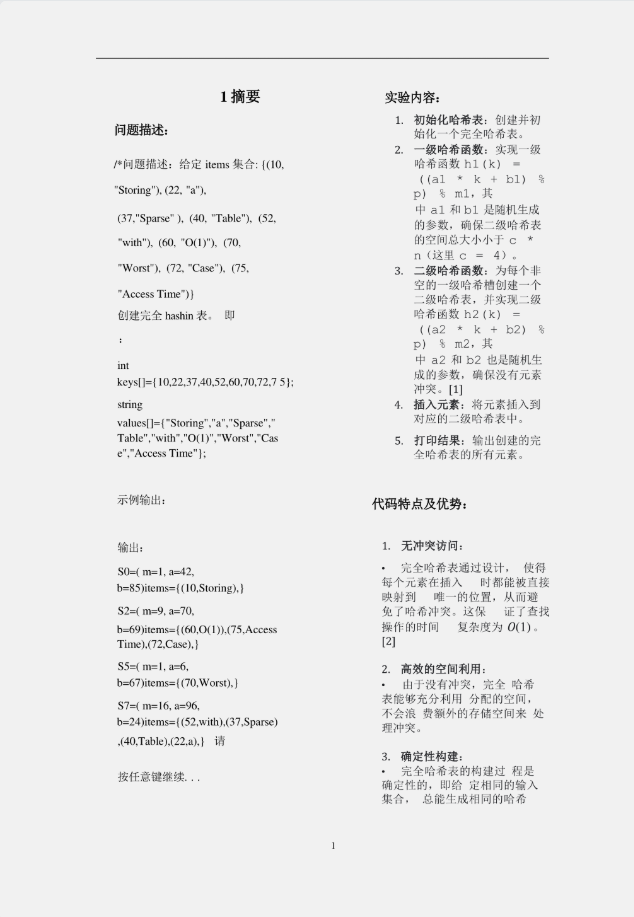 1 摘要
问题描述：
/*问题描述：给定 items 集合: {(10,
"Storing"), (22, "a"),
(37,"Sparse" ), (40, "Table"), (52,
"with"), (60, "O(1)"), (70,
"Worst"), (72, "Case"), (75,
"Access Time")}
创建完全 hashin 表。 即
：
int
keys[]={10,22,37,40,52,60,70,72,7 5};
string
values[]={"Storing","a","Sparse","
Table","with","O(1)","Worst","Cas
e","Access Time"};
示例输出：
输出：
S0=( m=1, a=42,
b=85)items={(10,Storing),}
S2=( m=9, a=70,
b=69)items={(60,O(1)),(75,Access
Time),(72,Case),}
S5=( m=1, a=6,
b=67)items={(70,Worst),}
S7=( m=16, a=96,
b=24)items={(52,with),(37,Sparse)
,(40,Table),(22,a),} 请
按任意键继续. . .
实验内容：
1. 初始化哈希表：创建并初
始化一个完全哈希表。
2. 一级哈希函数：实现一级
哈希函数 h1(k) =
((a1 * k + b1) %
p) % m1，其
中 a1 和 b1 是随机生成
的参数，确保二级哈希表
的空间总大小小于 c *
n（这里 c = 4）。
3. 二级哈希函数：为每个非
空的一级哈希槽创建一个
二级哈希表，并实现二级
哈希函数 h2(k) =
((a2 * k + b2) %
p) % m2，其
中 a2 和 b2 也是随机生
成的参数，确保没有元素
冲突。[1]
4. 插入元素：将元素插入到
对应的二级哈希表中。
5. 打印结果：输出创建的完
全哈希表的所有元素。
代码特点及优势：
1. 无冲突访问：
• 完全哈希表通过设计， 使得
每个元素在插入 时都能被直接
映射到 唯一的位置，从而避
免了哈希冲突。这保 证了查找
操作的时间 复杂度为 O(1) 。
[2]
2. 高效的空间利用：
• 由于没有冲突，完全 哈希
表能够充分利用 分配的空间，
不会浪 费额外的存储空间来 处
理冲突。
3. 确定性构建：
• 完全哈希表的构建过 程是
确定性的，即给 定相同的输入
集合， 总能生成相同的哈希
1